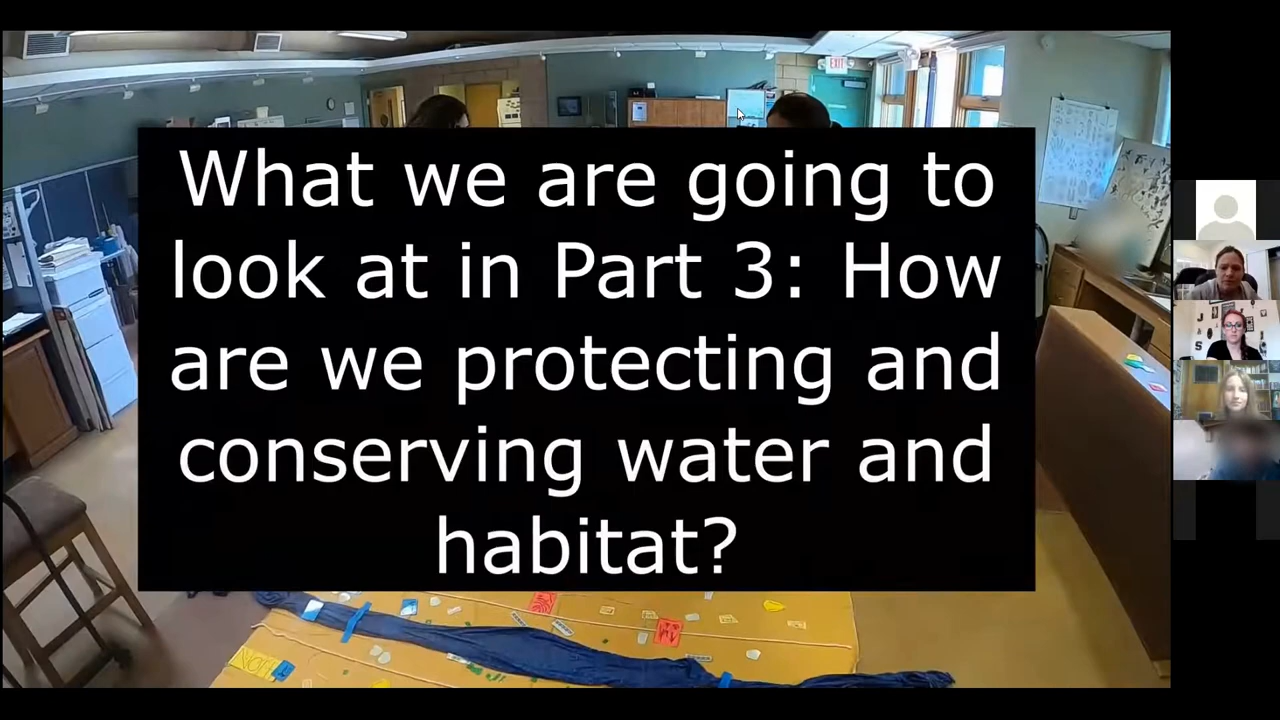 EXIT
What we are going to
look at in Part 3: How
are we protecting and
conserving water and
habitat?